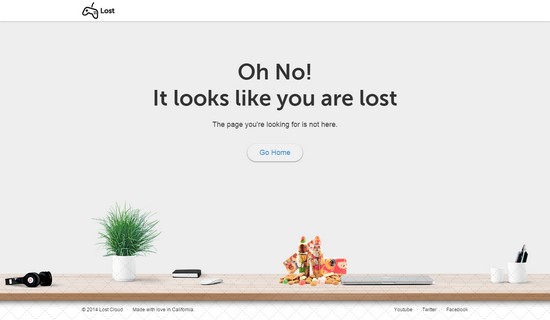 Lost
Oh No!
It looks like you are lost
The page you're looking for is not here.
Go Home
© 2014 Lost Cloud
Made with love in California.
Youtube
Twitter
Facebook